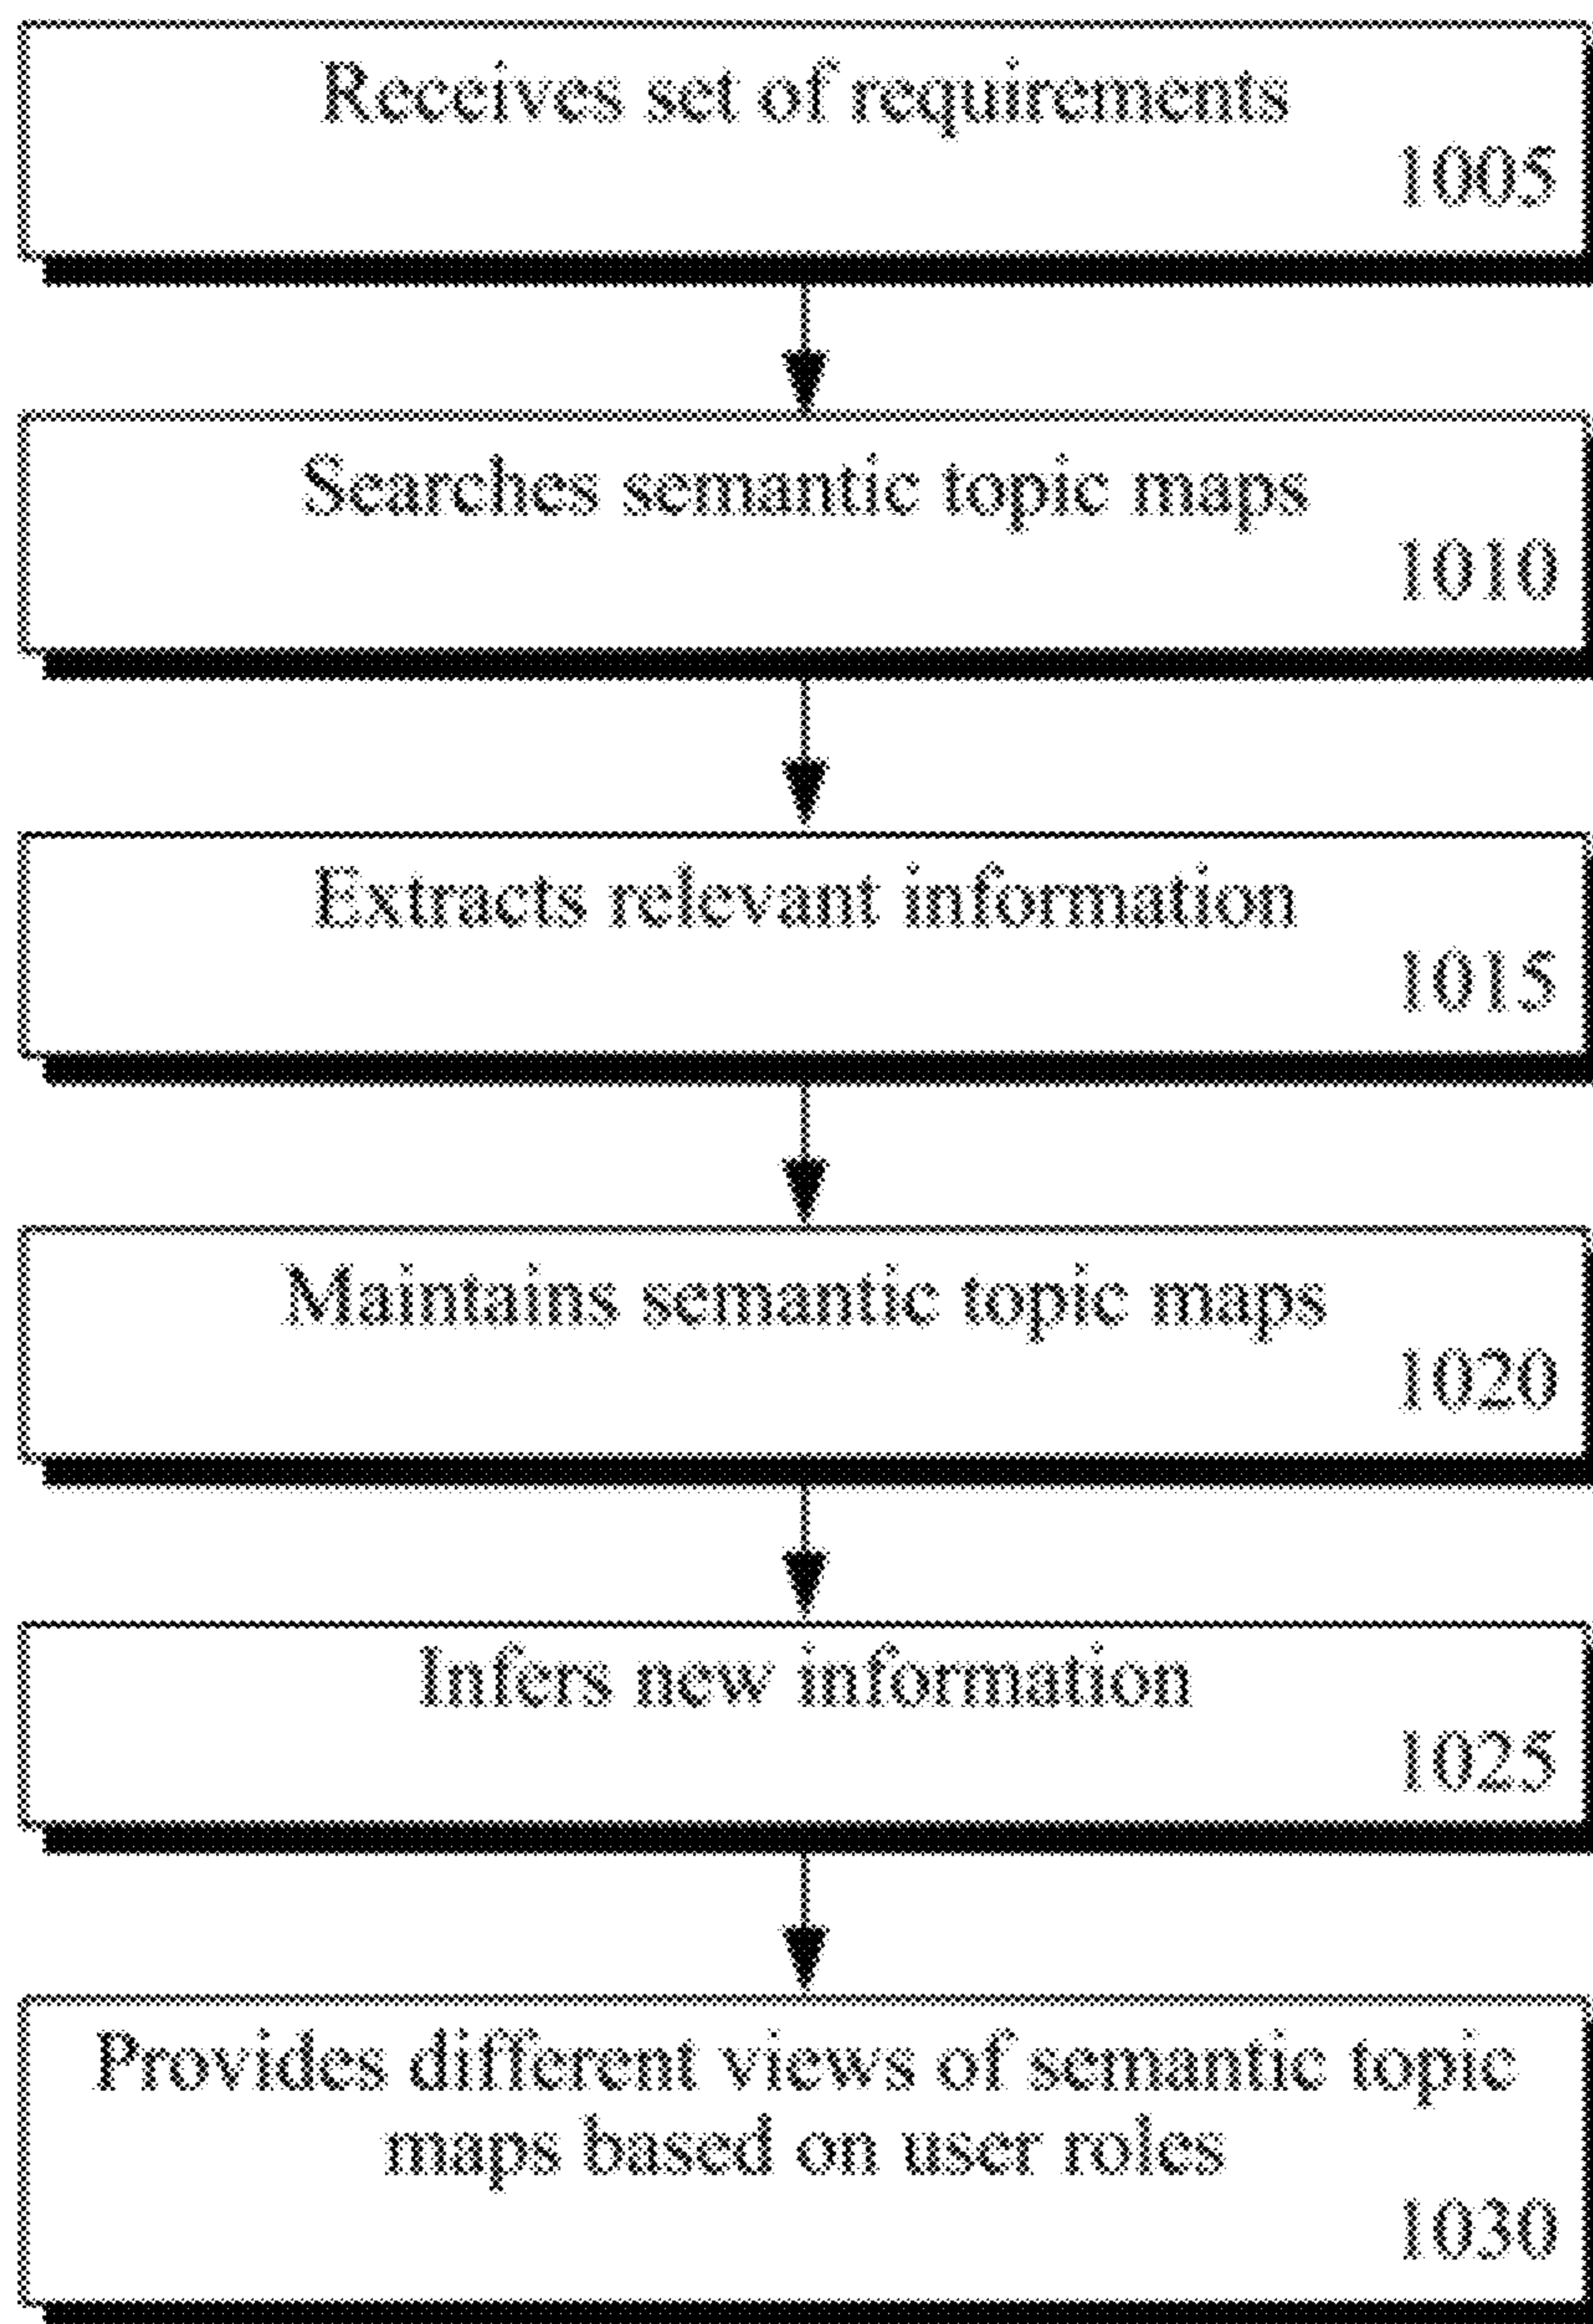 Receives set of requirements
1005
Searches semantic topic maps
1010
Extracts relevant information
1015
Maintains semantic topic maps
1020
Infers new information
1025
Provides different views of semantic topic
maps based on user roles
1030